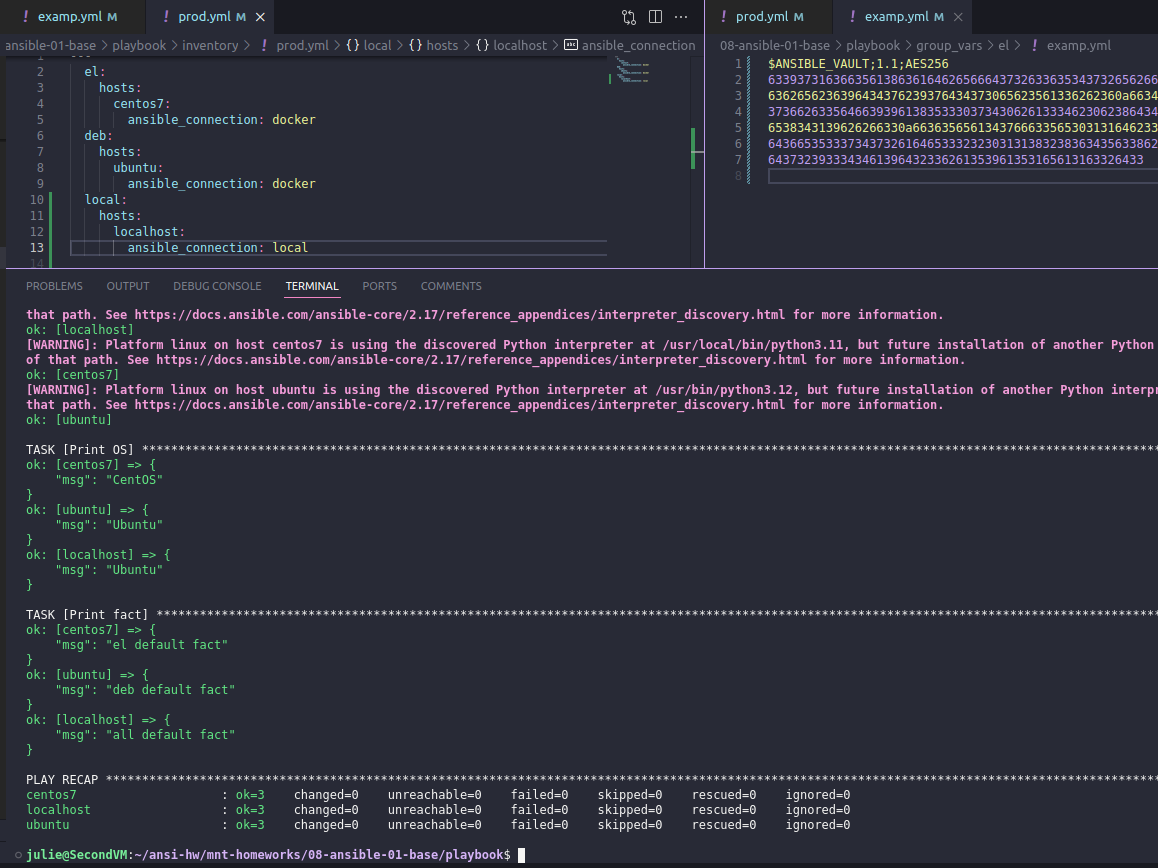 examp.yml M
prod.yml M
prod.yml M
examp.yml M
ansible-01-base > playbook > inventory > ! prod.yml > {} local > {} hosts > {} localhost > ansible_connection
2 el:
3 hosts:
4 centos7:
5 ansible_connection: docker
6 deb:
7 hosts:
8 ubuntu:
9 ansible_connection: docker
10 local:
11 hosts:
12 localhost:
13 ansible_connection: local
14
08-ansible-01-base > playbook > group_vars > el > ! examp.yml
1 $ANSIBLE_VAULT;1.1;AES256
2
3
4
5
6
7
8
PROBLEMS OUTPUT DEBUG CONSOLE TERMINAL PORTS COMMENTS
that path. See https://docs.ansible.com/ansible-core/2.17/reference_appendices/interpreter_discovery.html for more information.
ok: [localhost]
[WARNING]: Platform linux on host centos7 is using the discovered Python interpreter at /usr/local/bin/python3.11, but future installation of another Python
of that path. See https://docs.ansible.com/ansible-core/2.17/reference_appendices/interpreter_discovery.html for more information.
ok: [centos7]
[WARNING]: Platform linux on host ubuntu is using the discovered Python interpreter at /usr/bin/python3.12, but future installation of another Python interpr
that path. See https://docs.ansible.com/ansible-core/2.17/reference_appendices/interpreter_discovery.html for more information.
ok: [ubuntu]
TASK [Print OS] ****
ok: [centos7] => {
"msg": "CentOS"
}
ok: [ubuntu] => {
"msg": "Ubuntu"
}
ok: [localhost] => {
"msg": "Ubuntu"
}
TASK [Print fact] ****
ok: [centos7] => {
"msg": "el default fact"
}
ok: [ubuntu] => {
"msg": "deb default fact"
}
ok: [localhost] => {
"msg": "all default fact"
}
PLAY RECAP ****
centos7 : ok=3 changed=0 unreachable=0 failed=0 skipped=0 rescued=0 ignored=0
localhost : ok=3 changed=0 unreachable=0 failed=0 skipped=0 rescued=0 ignored=0
ubuntu : ok=3 changed=0 unreachable=0 failed=0 skipped=0 rescued=0 ignored=0
julie@SecondVM:~/ansi-hw/mnt-homeworks/08-ansible-01-base/playbook$